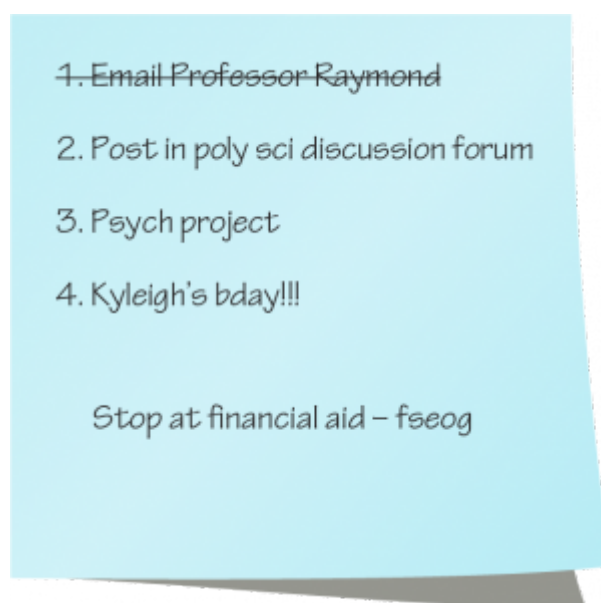 1. Email Professor Raymond
2. Post in poly sci discussion forum
3. Psych project
4. Kyleigh's bday!!!
Stop at financial aid – fseog